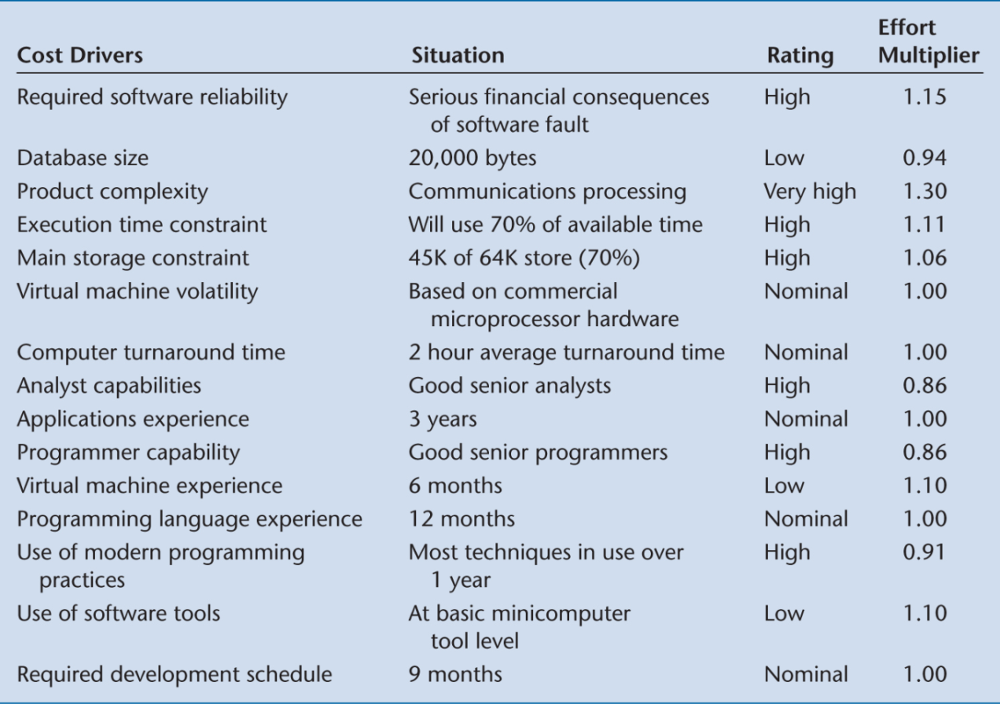 Effort
Cost Drivers Situation Rating Multiplier
Required software reliability Serious financial consequences High 1.15
of software fault
Database size 20,000 bytes Low 0.94
Product complexity Communications processing Very high 1.30
Execution time constraint Will use 70% of available time High 1.11
Main storage constraint 45K of 64K store (70%) High 1.06
Virtual machine volatility Based on commercial Nominal 1.00
microprocessor hardware
Computer turnaround time 2 hour average turnaround time Nominal 1.00
Analyst capabilities Good senior analysts High 0.86
Applications experience 3 years Nominal 1.00
Programmer capability Good senior programmers High 0.86
Virtual machine experience 6 months Low 1.10
Programming language experience 12 months Nominal 1.00
Use of modern programming Most techniques in use over High 0.91
practices 1 year
Use of software tools At basic minicomputer Low 1.10
tool level
Required development schedule 9 months Nominal 1.00